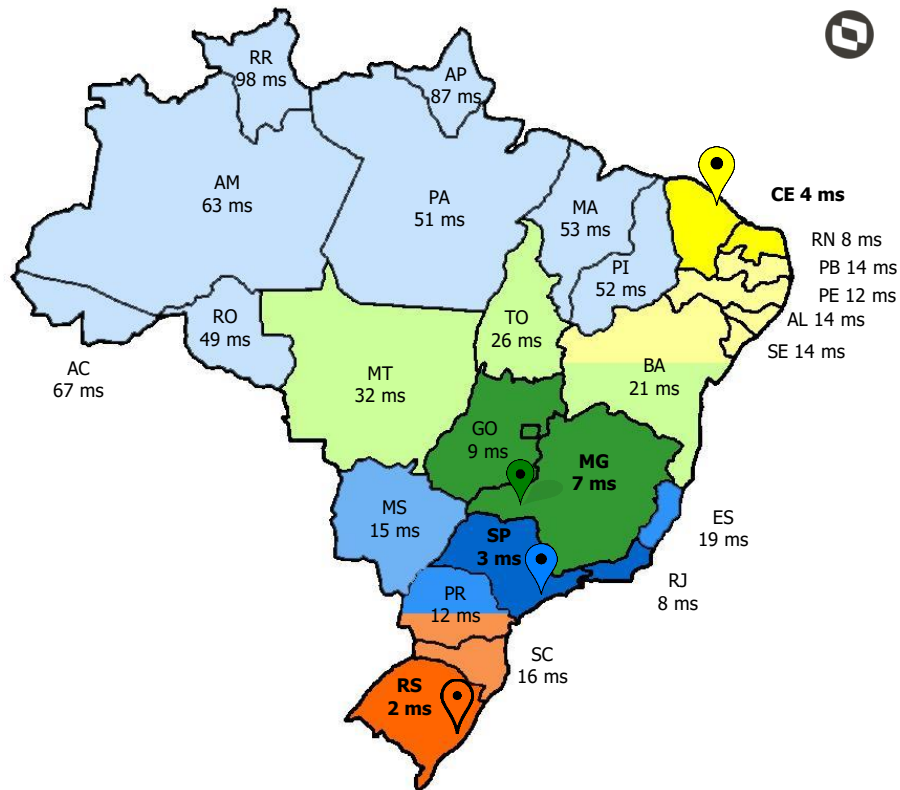 RR
98 ms
AP
87 ms
AM
63 ms
PA
51 ms
MA
53 ms
CE 4 ms
RN 8 ms
PI
52 ms
PB 14 ms
PE 12 ms
AL 14 ms
SE 14 ms
RO
49 ms
TO
26 ms
AC
67 ms
MT
32 ms
BA
21 ms
GO
9 ms
MG
7 ms
MS
15 ms
SP
3 ms
ES
19 ms
RJ
8 ms
PR
12 ms
SC
16 ms
RS
2 ms